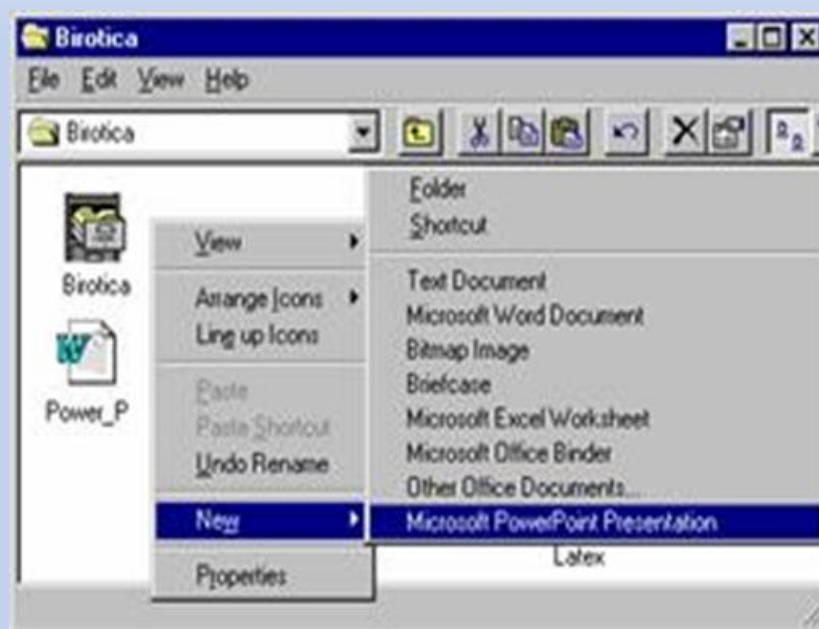 Birotica
File Edit View Help
Birotica
Birotica
Power_P
View
Arrange Icons
Line up Icons
Paste
Paste Shortcut
Undo Rename
New
Properties
Folder
Shortcut
Text Document
Microsoft Word Document
Bitmap Image
Briefcase
Microsoft Excel Worksheet
Microsoft Office Binder
Other Office Documents...
Microsoft PowerPoint Presentation
Latex